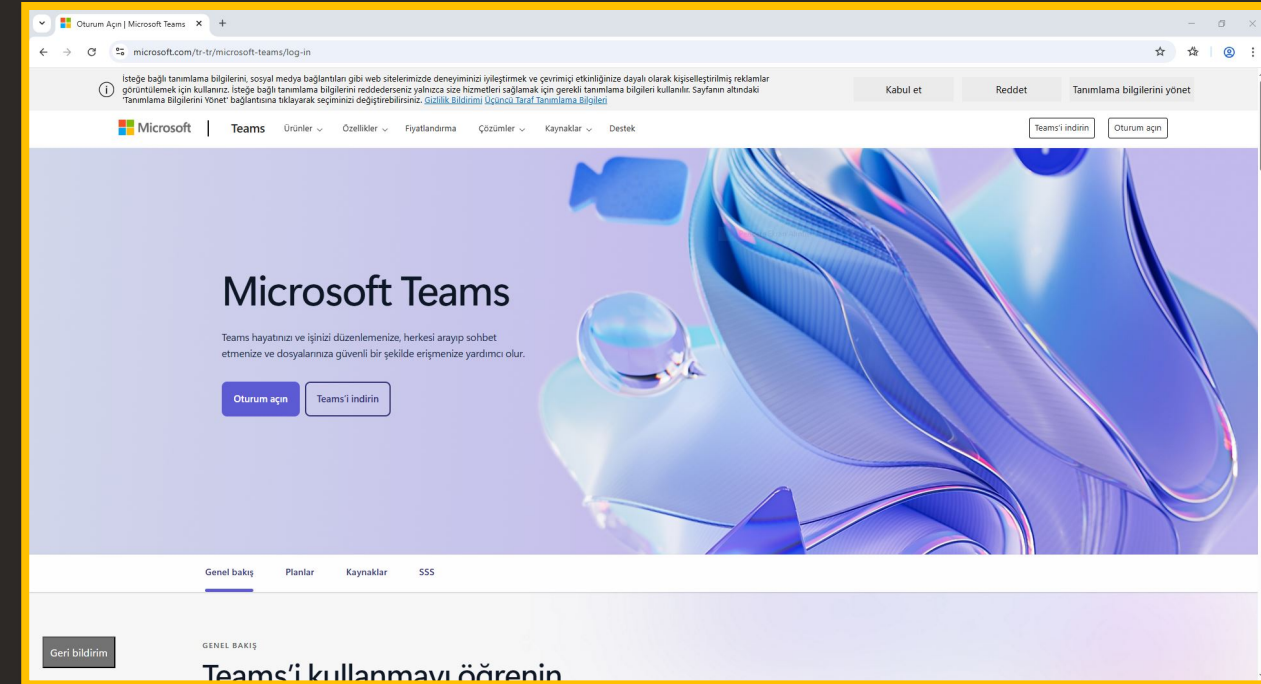 Oturum Açın | Microsoft Teams
microsoft.com/tr-tr/microsoft-teams/log-in
İsteğe bağlı tanımlama bilgilerini, sosyal medya bağlantıları gibi web sitelerimizde deneyiminizi iyileştirmek ve çevrimiçi etkinliğinize dayalı olarak kişiselleştirilmiş reklamlar
görüntülemek için kullanırız. İsteğe bağlı tanımlama bilgilerini reddederseniz yalnızca size hizmetleri sağlamak için gerekli tanımlama bilgileri kullanılır. Sayfanın altındaki
'Tanımlama Bilgilerini Yönet' bağlantısına tıklayarak seçiminizi değiştirebilirsiniz. Gizlilik Bildirimi Üçüncü Taraf Tanımlama Bilgileri
Kabul et Reddet Tanımlama bilgilerini yönet
Microsoft Teams Ürünler Özellikler Fiyatlandırma Çözümler Kaynaklar Destek Teams'i indirin Oturum açın
Microsoft Teams
Teams hayatınızı ve işinizi düzenlemenize, herkesi arayıp sohbet
etmenize ve dosyalarınıza güvenli bir şekilde erişmenize yardımcı olur.
Oturum açın Teams'i indirin
Genel bakış Planlar Kaynaklar SSS
GENEL BAKIŞ
Geri bildirim
Teams'i kullanmayı öğrenin